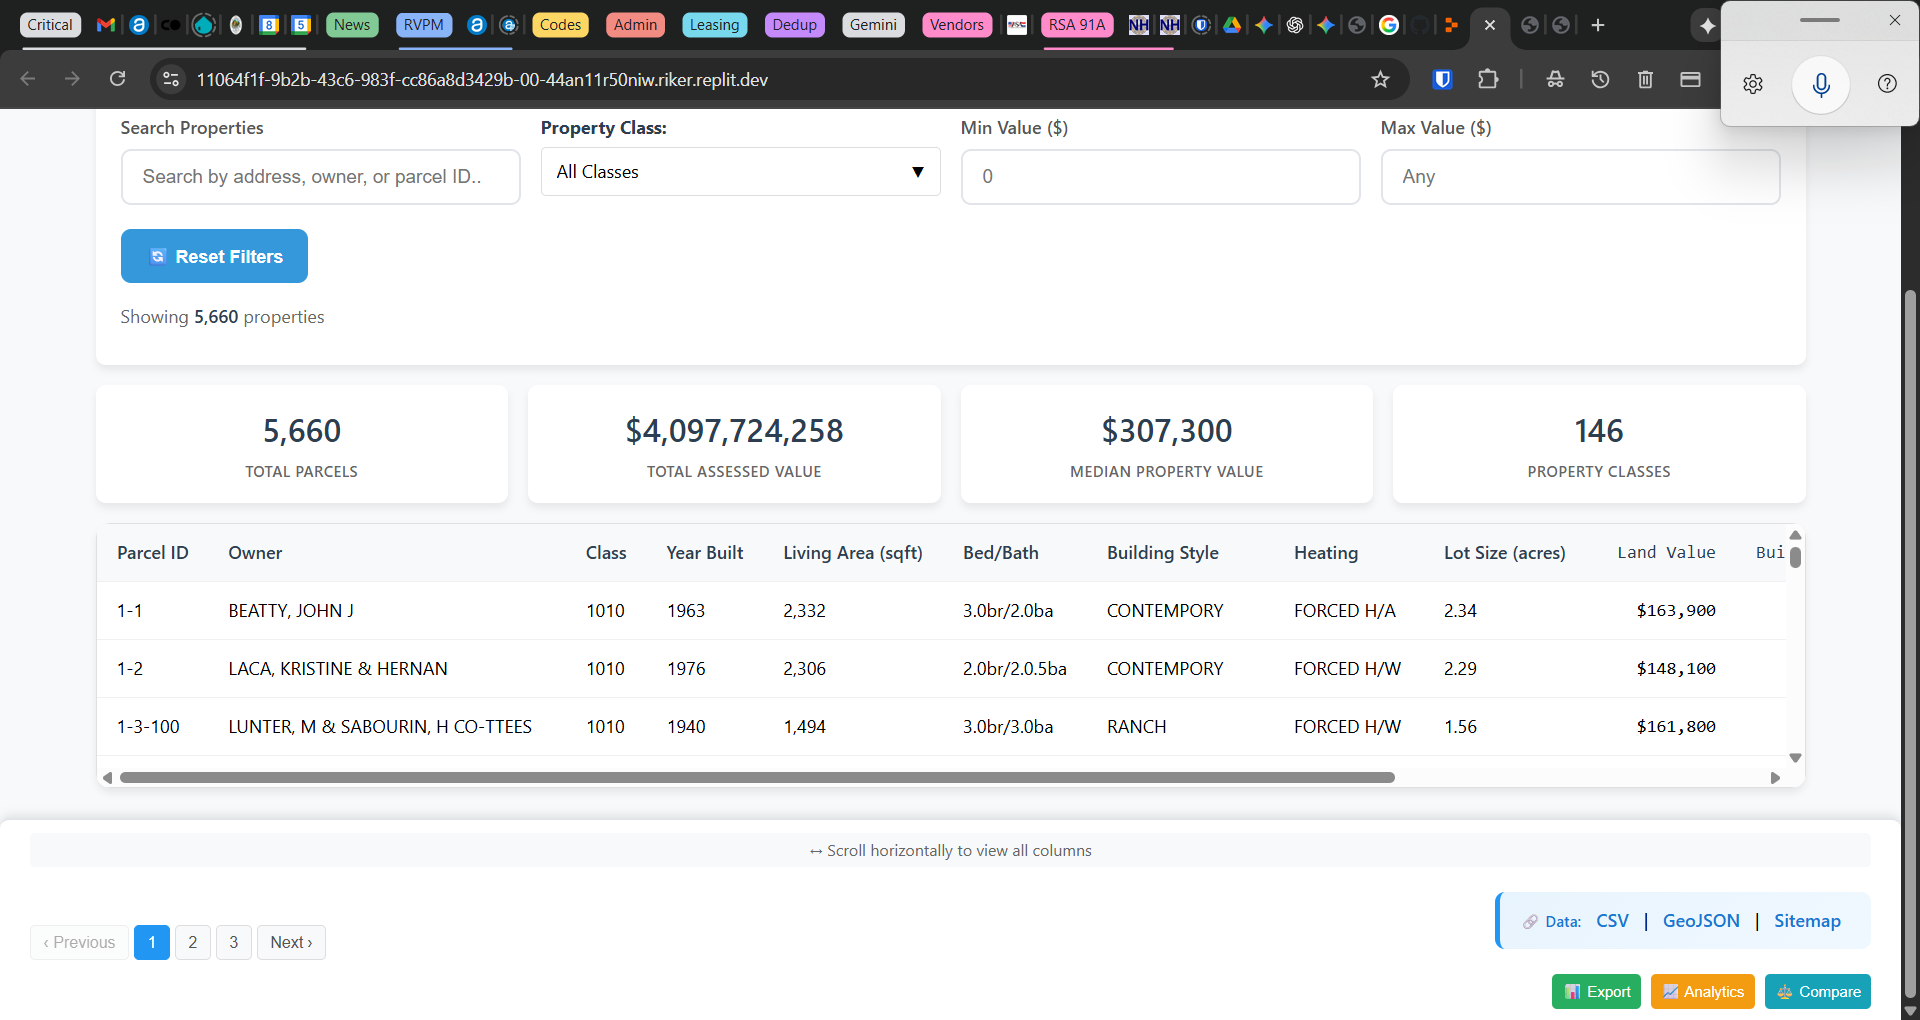 Critical
8
5
News
RVPM
Codes
Admin
Leasing
Dedup
Gemini
Vendors
RSA 91A
NH
NH
11064f1f-9b2b-43c6-983f-cc86a8d3429b-00-44an11r50niw.riker.replit.dev
Search Properties
Property Class:
Min Value ($)
Max Value ($)
Search by address, owner, or parcel ID..
All Classes
0
Any
Reset Filters
Showing 5,660 properties
5,660
TOTAL PARCELS
$4,097,724,258
TOTAL ASSESSED VALUE
$307,300
MEDIAN PROPERTY VALUE
146
PROPERTY CLASSES
Parcel ID Owner Class Year Built Living Area (sqft) Bed/Bath Building Style Heating Lot Size (acres) Land Value Bui
1-1 BEATTY, JOHN J 1010 1963 2,332 3.0br/2.0ba CONTEMPORY FORCED H/A 2.34 $163,900
1-2 LACA, KRISTINE & HERNAN 1010 1976 2,306 2.0br/2.0.5ba CONTEMPORY FORCED H/W 2.29 $148,100
1-3-100 LUNTER, M & SABOURIN, H CO-TTEES 1010 1940 1,494 3.0br/3.0ba RANCH FORCED H/W 1.56 $161,800
↔ Scroll horizontally to view all columns
Data: CSV | GeoJSON | Sitemap
‹ Previous 1 2 3 Next ›
Export Analytics Compare